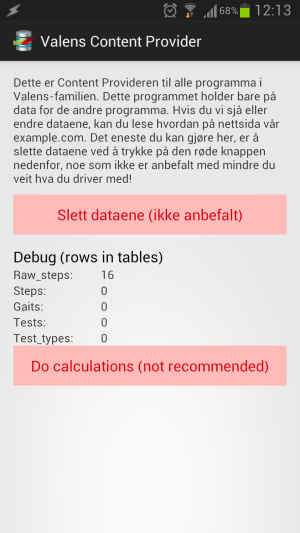 68% 12:13
Valens Content Provider
Dette er Content Provideren til alle programma i
Valens-familien. Dette programmet holder bare på
data for de andre programma. Hvis du vi sjå eller
endre dataene, kan du lese hvordan på nettsida vår
example.com. Det eneste du kan gjøre her, er å
slette dataene ved å trykke på den røde knappen
nedenfor, noe som ikke er anbefalt med mindre du
veit hva du driver med!
Slett dataene (ikke anbefalt)
Debug (rows in tables)
Raw_steps: 16
Steps: 0
Gaits: 0
Tests: 0
Test_types: 0
Do calculations (not recommended)